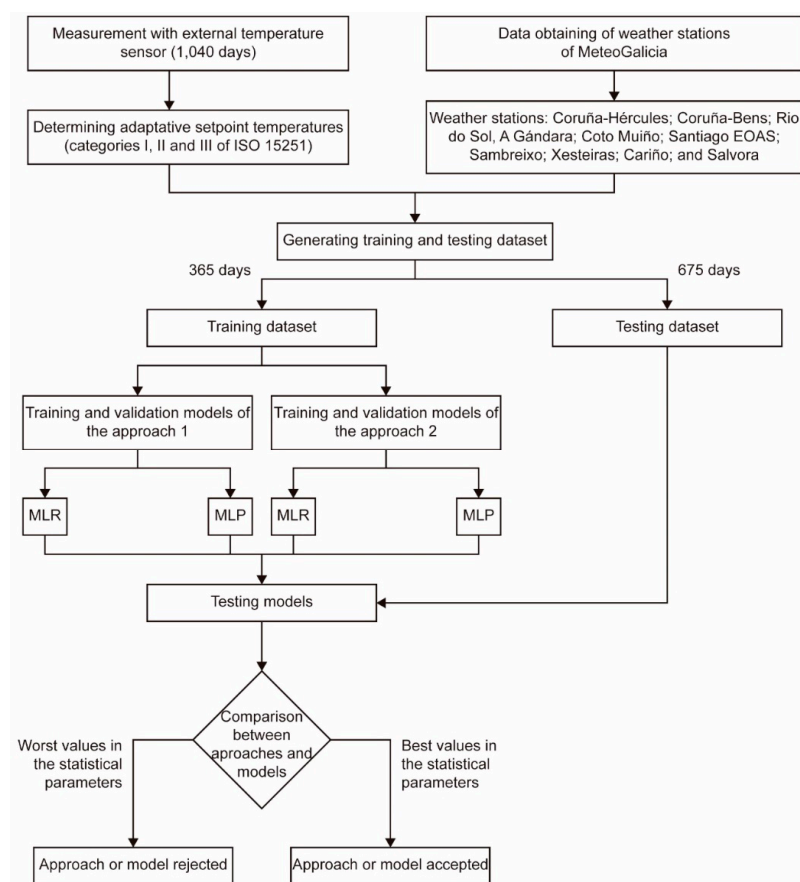 Measurement with external temperature
sensor (1,040 days)
Data obtaining of weather stations
of MeteoGalicia
Determining adaptative setpoint temperatures
(categories I, II and III of ISO 15251)
Weather stations: Coruña-Hércules; Coruña-Bens; Rio
do Sol, A Gándara; Coto Muiño; Santiago EOAS;
Sambreixo; Xesteiras; Cariño; and Salvora
Generating training and testing dataset
365 days
675 days
Training dataset
Testing dataset
Training and validation models of
the approach 1
Training and validation models of
the approach 2
MLR
MLP
MLR
MLP
Testing models
Comparison
between
aproaches and
models
Worst values in
the statistical
parameters
Best values in
the statistical
parameters
Approach or model rejected
Approach or model accepted